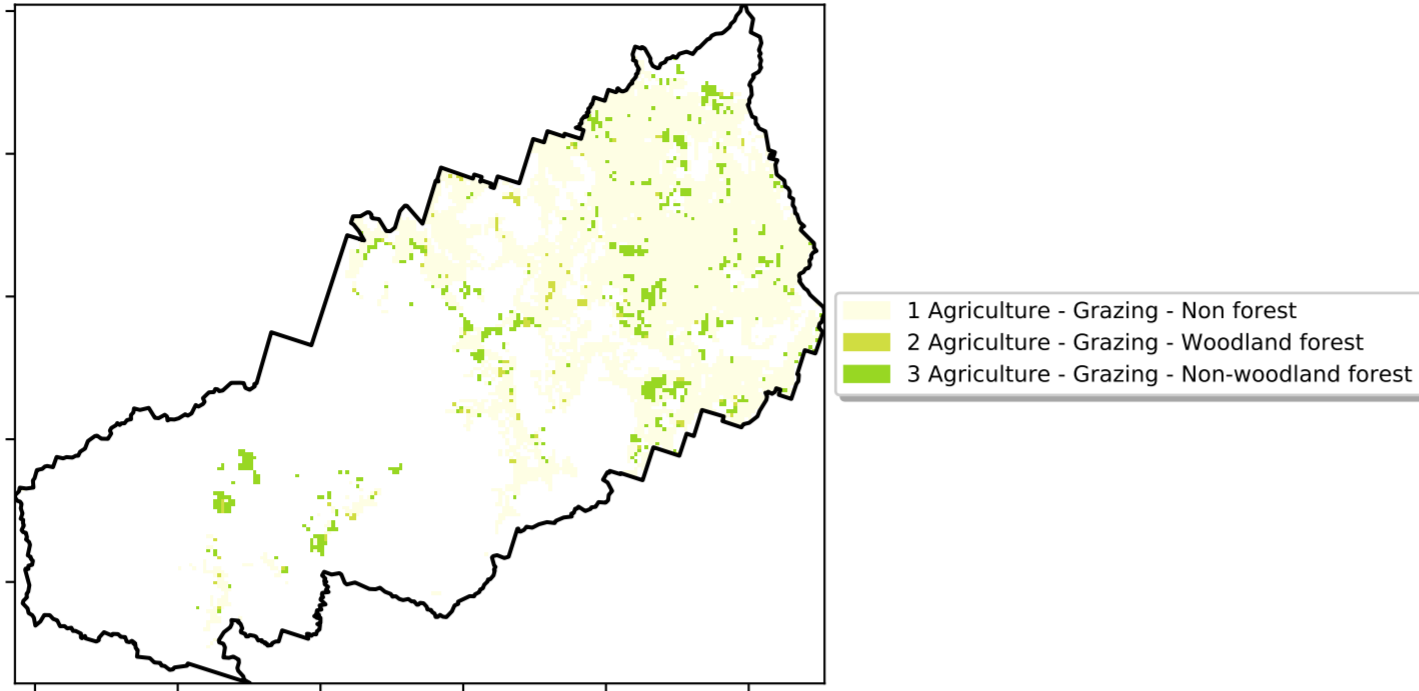 1 Agriculture - Grazing - Non forest
2 Agriculture - Grazing - Woodland forest
3 Agriculture - Grazing - Non-woodland forest